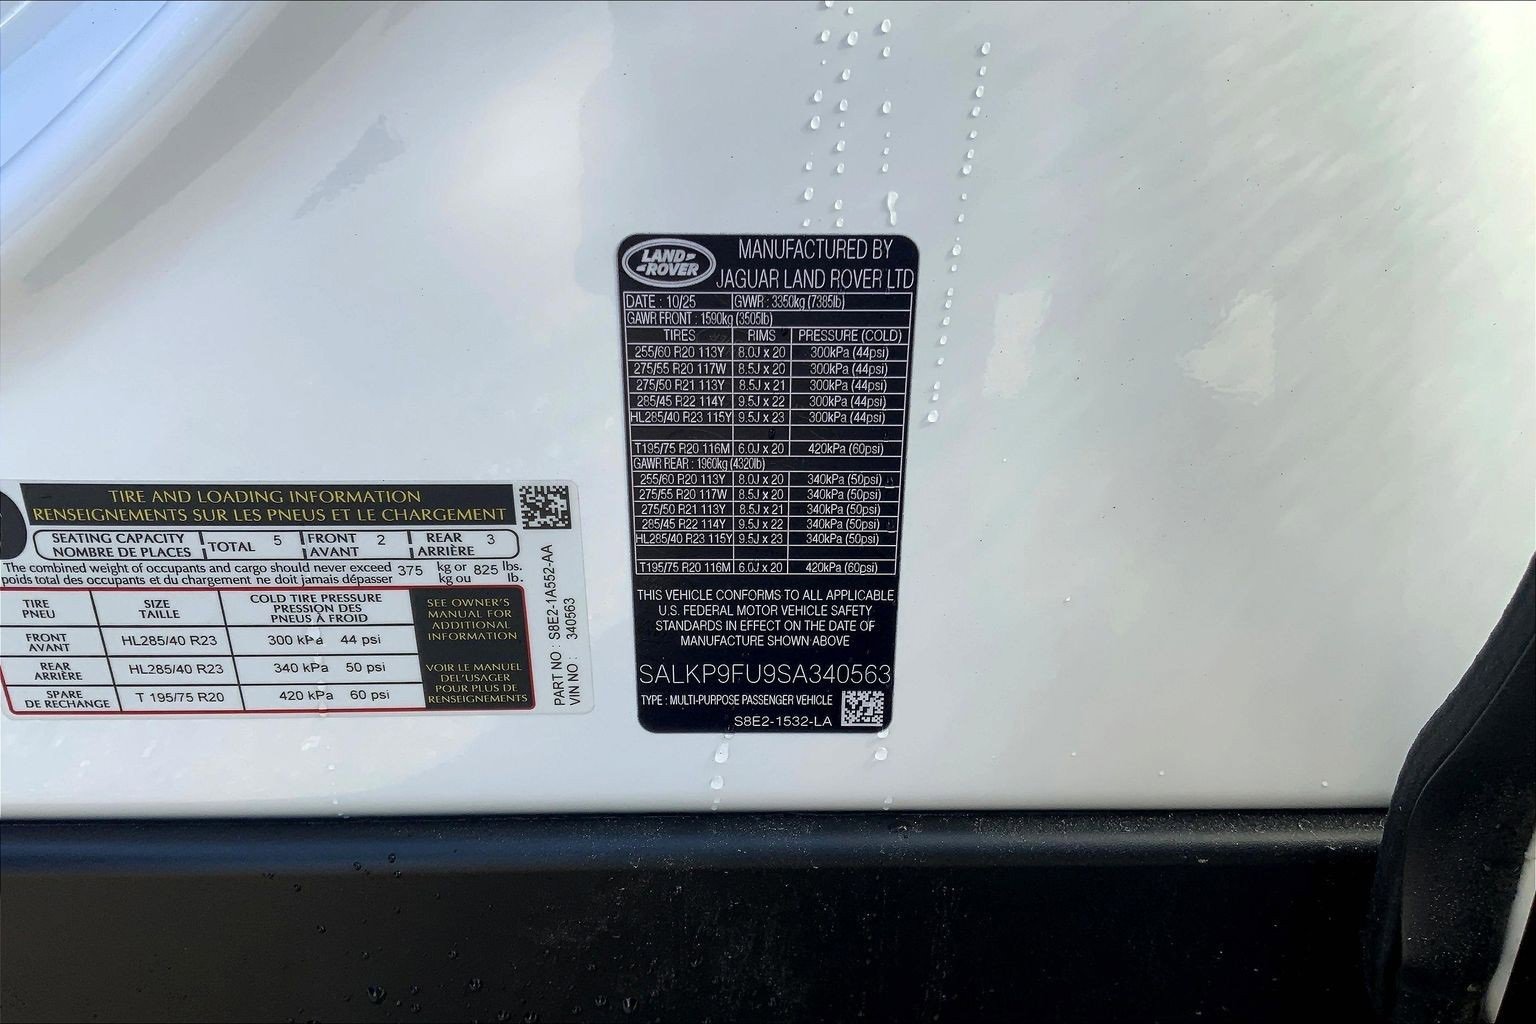 LAND
ROVER
MANUFACTURED BY
JAGUAR LAND ROVER LTD
DATE : 10/25 GVWR : 3350kg (7385lb)
GAWR FRONT : 1590kg (3505lb)
TIRES RIMS PRESSURE (COLD)
255/60 R20 113Y 8.0J x 20 300kPa (44psi)
275/55 R20 117W 8.5J x 20 300kPa (44psi)
275/50 R21 113Y 8.5J x 21 300kPa (44psi)
285/45 R22 114Y 9.5J x 22 300kPa (44psi)
HL285/40 R23 115Y 9.5J x 23 300kPa (44psi)
T195/75 R20 116M 6.0J x 20 420kPa (60psi)
GAWR REAR : 1960kg (4320lb)
255/60 R20 113Y 8.0J x 20 340kPa (50psi)
275/55 R20 117W 8.5J x 20 340kPa (50psi)
275/50 R21 113Y 8.5J x 21 340kPa (50psi)
285/45 R22 114Y 9.5J x 22 340kPa (50psi)
HL285/40 R23 115Y 9.5J x 23 340kPa (50psi)
T195/75 R20 116M 6.0J x 20 420kPa (60psi)
THIS VEHICLE CONFORMS TO ALL APPLICABLE
U.S. FEDERAL MOTOR VEHICLE SAFETY
STANDARDS IN EFFECT ON THE DATE OF
MANUFACTURE SHOWN ABOVE
SALKP9FU9SA340563
TYPE : MULTI-PURPOSE PASSENGER VEHICLE
S8E2-1532-LA
TIRE AND LOADING INFORMATION
RENSEIGNEMENTS SUR LES PNEUS ET LE CHARGEMENT
SEATING CAPACITY
NOMBRE DE PLACES
TOTAL 5
FRONT
AVANT
2
REAR
ARRIÈRE
3
The combined weight of occupants and cargo should never exceed
poids total des occupants et du chargement ne doit jamais dépasser
375
kg or
kg ou
825
lbs.
lb.
TIRE
PNEU
SIZE
TAILLE
COLD TIRE PRESSURE
PRESSION DES
PNEUS À FROID
FRONT
AVANT
HL285/40 R23 300 kPa 44 psi
REAR
ARRIÈRE
HL285/40 R23 340 kPa 50 psi
SPARE
DE RECHANGE
T 195/75 R20 420 kPa 60 psi
SEE OWNER'S
MANUAL FOR
ADDITIONAL
INFORMATION
VOIR LE MANUEL
DEL'USAGER
POUR PLUS DE
RENSEIGNEMENTS
PART NO : S8E2-1A552-AA
VIN NO : 340563